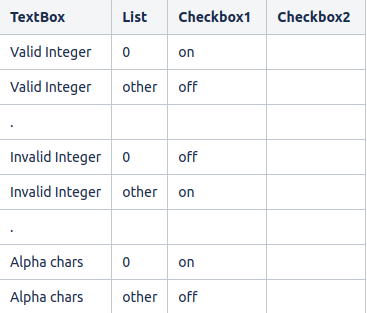 TextBox List Checkbox1 Checkbox2
Valid Integer 0 on
Valid Integer other off
.
Invalid Integer 0 off
Invalid Integer other on
.
Alpha chars 0 on
Alpha chars other off